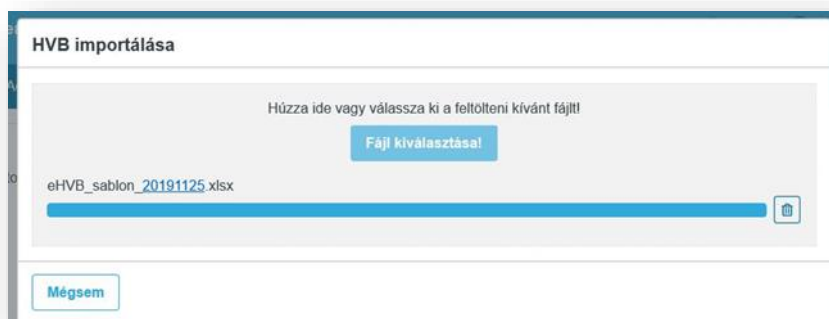 HVB importálása
Húzza ide vagy válassza ki a feltölteni kívánt fájlt!
Fájl kiválasztása!
eHVB_sablon_20191125.xlsx
Mégsem